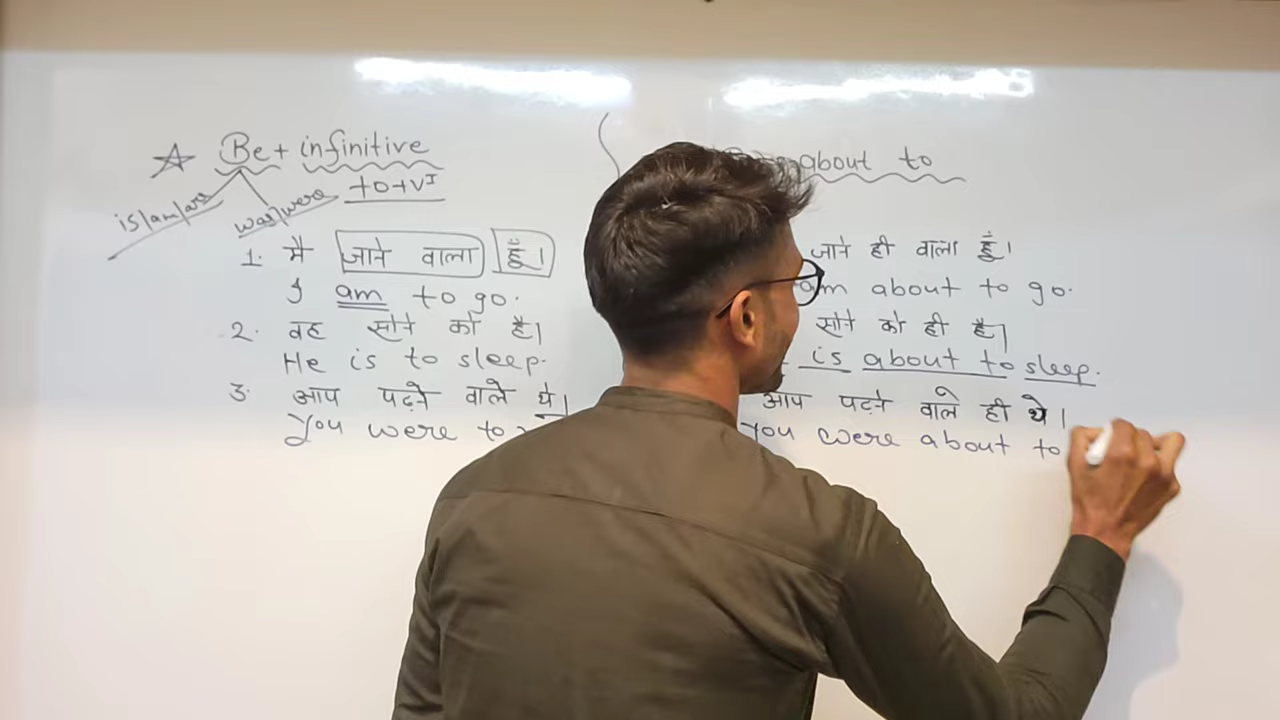 ☆ Be + infinitive
is/am/are was/were to+V^I
1. मैं जाने वाला हूँ।
I am to go.
2. वह सोने को है।
He is to sleep.
3. आप पढ़ने वाले थे।
You were to
about to
जाने ही वाला हूँ।
am about to go.
सोने को ही है।
is about to sleep.
आप पढ़ने वाले ही थे।
you were about to